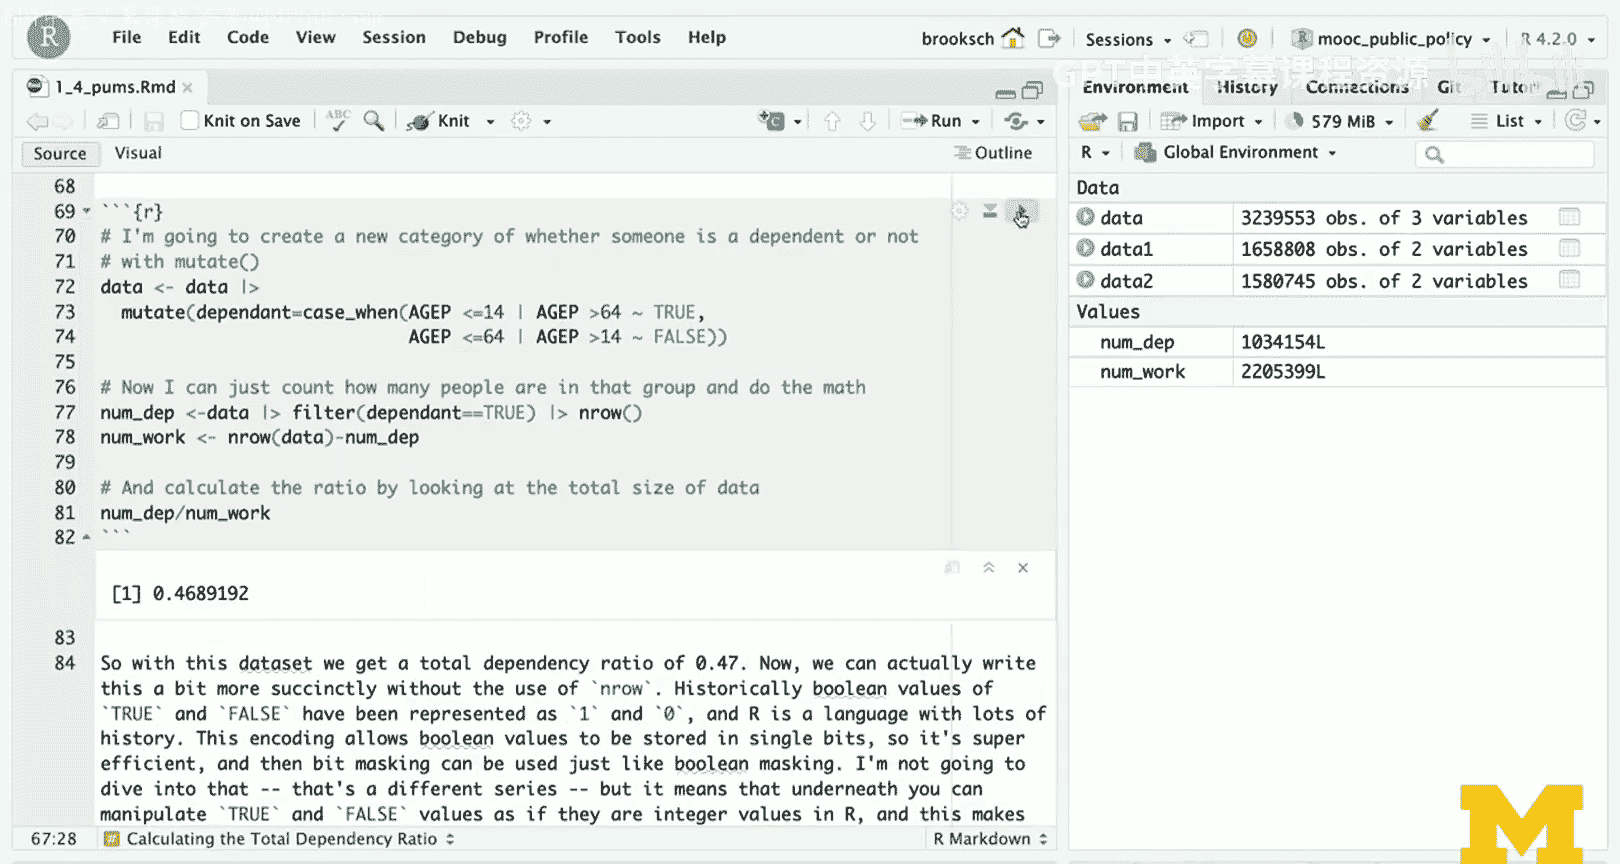 R File Edit Code View Session Debug Profile Tools Help brooksch Sessions mooc_public_policy R 4.2.0
GPT中英字幕课程资源
1_4_pums.Rmd
Environment History Connections Git Tutor
Knit on Save ABC Knit Run
Import 579 MiB List
Source Visual Outline
R Global Environment
68
69 ```{r}
70 # I'm going to create a new category of whether someone is a dependent or not
71 # with mutate()
72 data <- data |>
73 mutate(dependant=case_when(AGEP <=14 | AGEP >64 ~ TRUE,
74 AGEP <=64 | AGEP >14 ~ FALSE))
75
76 # Now I can just count how many people are in that group and do the math
77 num_dep <-data |> filter(dependant==TRUE) |> nrow()
78 num_work <- nrow(data)-num_dep
79
80 # And calculate the ratio by looking at the total size of data
81 num_dep/num_work
82 ```
[1] 0.4689192
83
84 So with this dataset we get a total dependency ratio of 0.47. Now, we can actually write
this a bit more succinctly without the use of `nrow`. Historically boolean values of
`TRUE` and `FALSE` have been represented as `1` and `0`, and R is a language with lots of
history. This encoding allows boolean values to be stored in single bits, so it's super
efficient, and then bit masking can be used just like boolean masking. I'm not going to
dive into that -- that's a different series -- but it means that underneath you can
manipulate `TRUE` and `FALSE` values as if they are integer values in R, and this makes
67:28 Calculating the Total Dependency Ratio R Markdown
Data
data 3239553 obs. of 3 variables
data1 1658808 obs. of 2 variables
data2 1580745 obs. of 2 variables
Values
num_dep 1034154L
num_work 2205399L
M